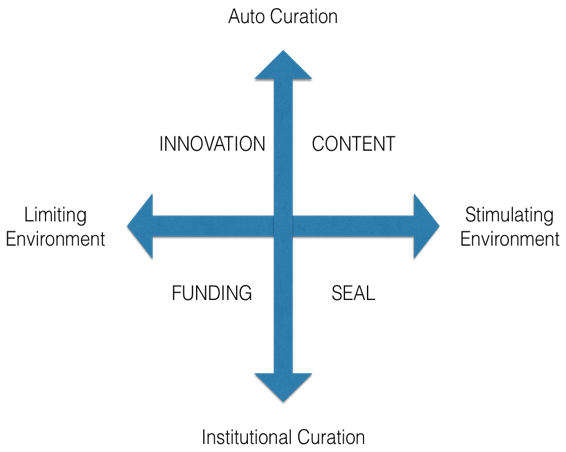 Auto Curation
INNOVATION CONTENT
Limiting
Environment
Stimulating
Environment
FUNDING SEAL
Institutional Curation